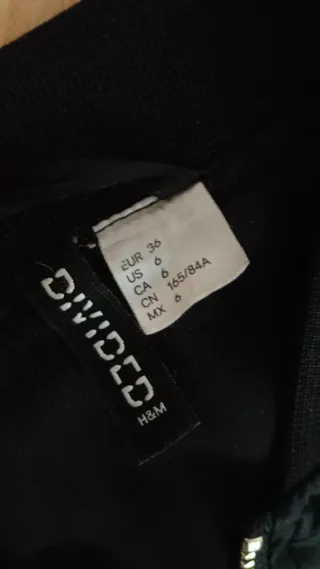 EUR 36
US 6
CA 6
CN 165/84A
MX 6
DIVIDED
H&M